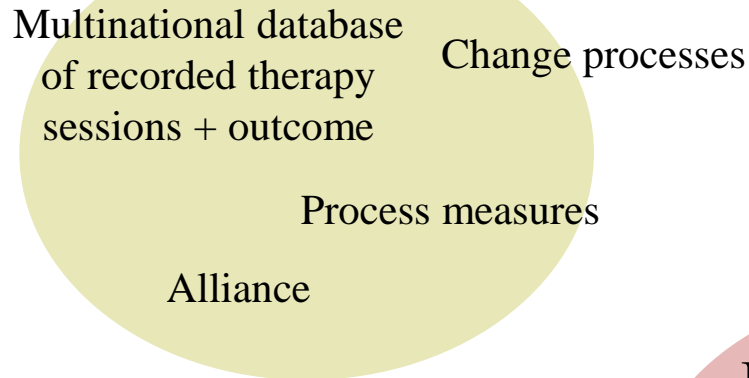 Multinational database
of recorded therapy
sessions + outcome
Change processes
Process measures
Alliance